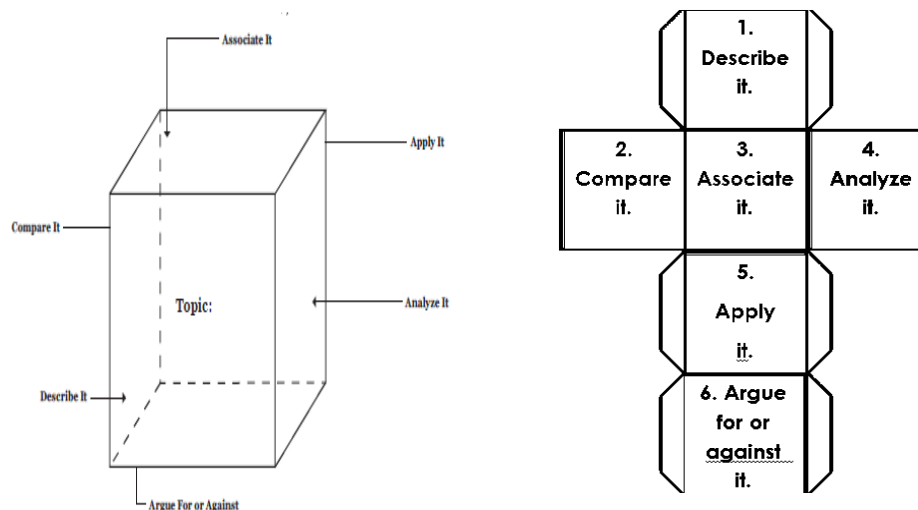 Associate It
Apply It
Compare It
Topic:
Analyze It
Describe It
Argue For or Against
1.
Describe
it.
2.
Compare
it.
3.
Associate
it.
4.
Analyze
it.
5.
Apply
it.
6. Argue
for or
against
it.